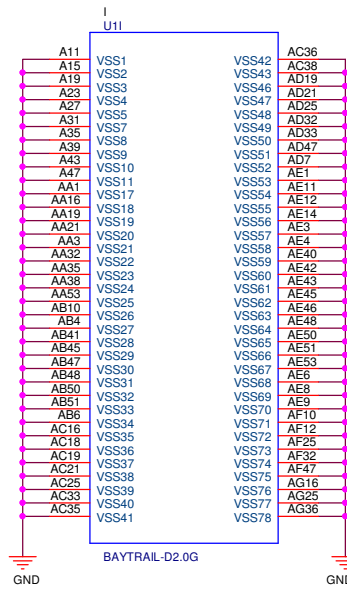 I
U1I
A11 VSS1 VSS42 AC36
A15 VSS2 VSS43 AC38
A19 VSS3 VSS46 AD19
A23 VSS4 VSS47 AD21
A27 VSS5 VSS48 AD25
A31 VSS7 VSS49 AD32
A35 VSS8 VSS50 AD33
A39 VSS9 VSS51 AD47
A43 VSS10 VSS52 AD7
A47 VSS11 VSS53 AE1
AA1 VSS17 VSS54 AE11
AA16 VSS18 VSS55 AE12
AA19 VSS19 VSS56 AE14
AA21 VSS20 VSS57 AE3
AA3 VSS21 VSS58 AE4
AA32 VSS22 VSS59 AE40
AA35 VSS23 VSS60 AE42
AA38 VSS24 VSS61 AE43
AA53 VSS25 VSS62 AE45
AB10 VSS26 VSS63 AE46
AB4 VSS27 VSS64 AE48
AB41 VSS28 VSS65 AE50
AB45 VSS29 VSS66 AE51
AB47 VSS30 VSS67 AE53
AB48 VSS31 VSS68 AE6
AB50 VSS32 VSS69 AE8
AB51 VSS33 VSS70 AE9
AB6 VSS34 VSS71 AF10
AC16 VSS35 VSS72 AF12
AC18 VSS36 VSS73 AF25
AC19 VSS37 VSS74 AF32
AC21 VSS38 VSS75 AF47
AC25 VSS39 VSS76 AG16
AC33 VSS40 VSS77 AG25
AC35 VSS41 VSS78 AG36
BAYTRAIL-D2.0G
GND GND